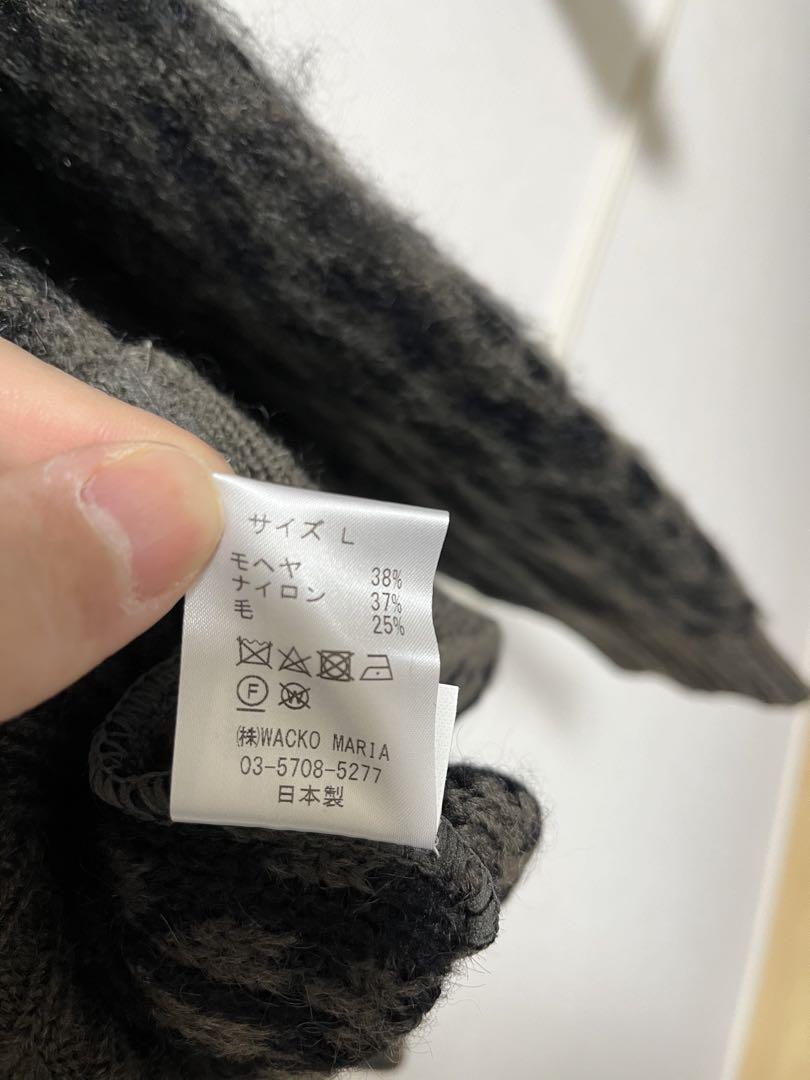 サイズ L
モヘヤ 38%
ナイロン 37%
毛 25%
F W
㈱WACKO MARIA
03-5708-5277
日本製